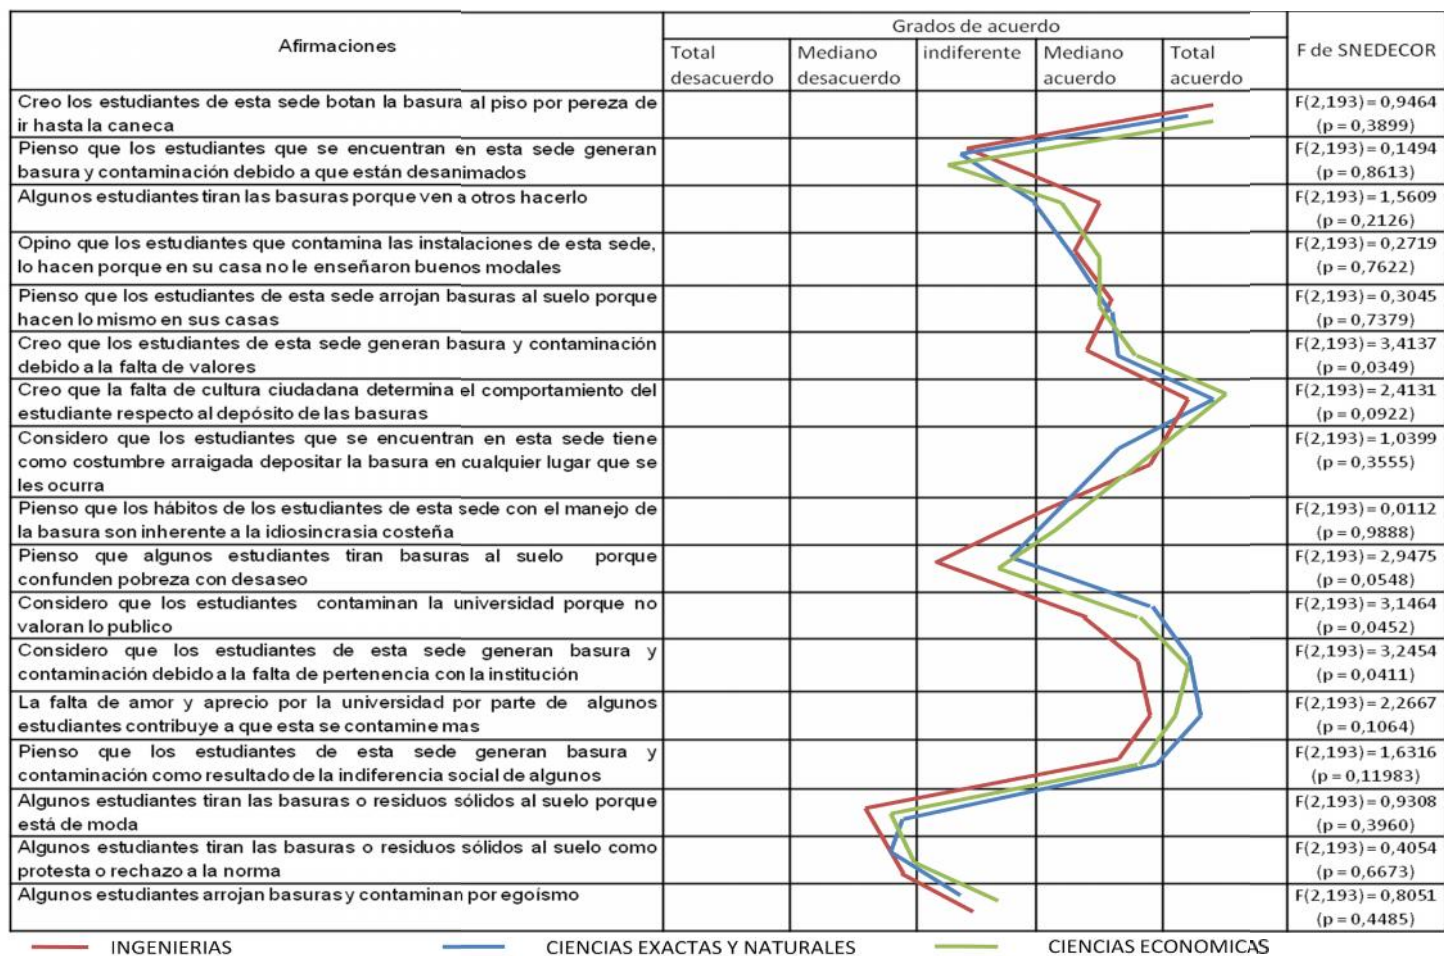 Afirmaciones
Grados de acuerdo
F de SNEDECOR
Total
desacuerdo
Mediano
desacuerdo
indiferente
Mediano
acuerdo
Total
acuerdo
Creo los estudiantes de esta sede botan la basura al piso por pereza de
ir hasta la caneca
F(2,193) = 0,9464
(p = 0,3899)
Pienso que los estudiantes que se encuentran en esta sede generan
basura y contaminación debido a que están desanimados
F(2,193) = 0,1494
(p = 0,8613)
Algunos estudiantes tiran las basuras porque ven a otros hacerlo
F(2,193) = 1,5609
(p = 0,2126)
Opino que los estudiantes que contamina las instalaciones de esta sede,
lo hacen porque en su casa no le enseñaron buenos modales
F(2,193) = 0,2719
(p = 0,7622)
Pienso que los estudiantes de esta sede arrojan basuras al suelo porque
hacen lo mismo en sus casas
F(2,193) = 0,3045
(p = 0,7379)
Creo que los estudiantes de esta sede generan basura y contaminación
debido a la falta de valores
F(2,193) = 3,4137
(p = 0,0349)
Creo que la falta de cultura ciudadana determina el comportamiento del
estudiante respecto al depósito de las basuras
F(2,193) = 2,4131
(p = 0,0922)
Considero que los estudiantes que se encuentran en esta sede tiene
como costumbre arraigada depositar la basura en cualquier lugar que se
les ocurra
F(2,193) = 1,0399
(p = 0,3555)
Pienso que los hábitos de los estudiantes de esta sede con el manejo de
la basura son inherente a la idiosincrasia costeña
F(2,193) = 0,0112
(p = 0,9888)
Pienso que algunos estudiantes tiran basuras al suelo porque
confunden pobreza con desaseo
F(2,193) = 2,9475
(p = 0,0548)
Considero que los estudiantes contaminan la universidad porque no
valoran lo publico
F(2,193) = 3,1464
(p = 0,0452)
Considero que los estudiantes de esta sede generan basura y
contaminación debido a la falta de pertenencia con la institución
F(2,193) = 3,2454
(p = 0,0411)
La falta de amor y aprecio por la universidad por parte de algunos
estudiantes contribuye a que esta se contamine mas
F(2,193) = 2,2667
(p = 0,1064)
Pienso que los estudiantes de esta sede generan basura y
contaminación como resultado de la indiferencia social de algunos
F(2,193) = 1,6316
(p = 0,11983)
Algunos estudiantes tiran las basuras o residuos sólidos al suelo porque
está de moda
F(2,193) = 0,9308
(p = 0,3960)
Algunos estudiantes tiran las basuras o residuos sólidos al suelo como
protesta o rechazo a la norma
F(2,193) = 0,4054
(p = 0,6673)
Algunos estudiantes arrojan basuras y contaminan por egoísmo
F(2,193) = 0,8051
(p = 0,4485)
INGENIERIAS
CIENCIAS EXACTAS Y NATURALES
CIENCIAS ECONOMICAS